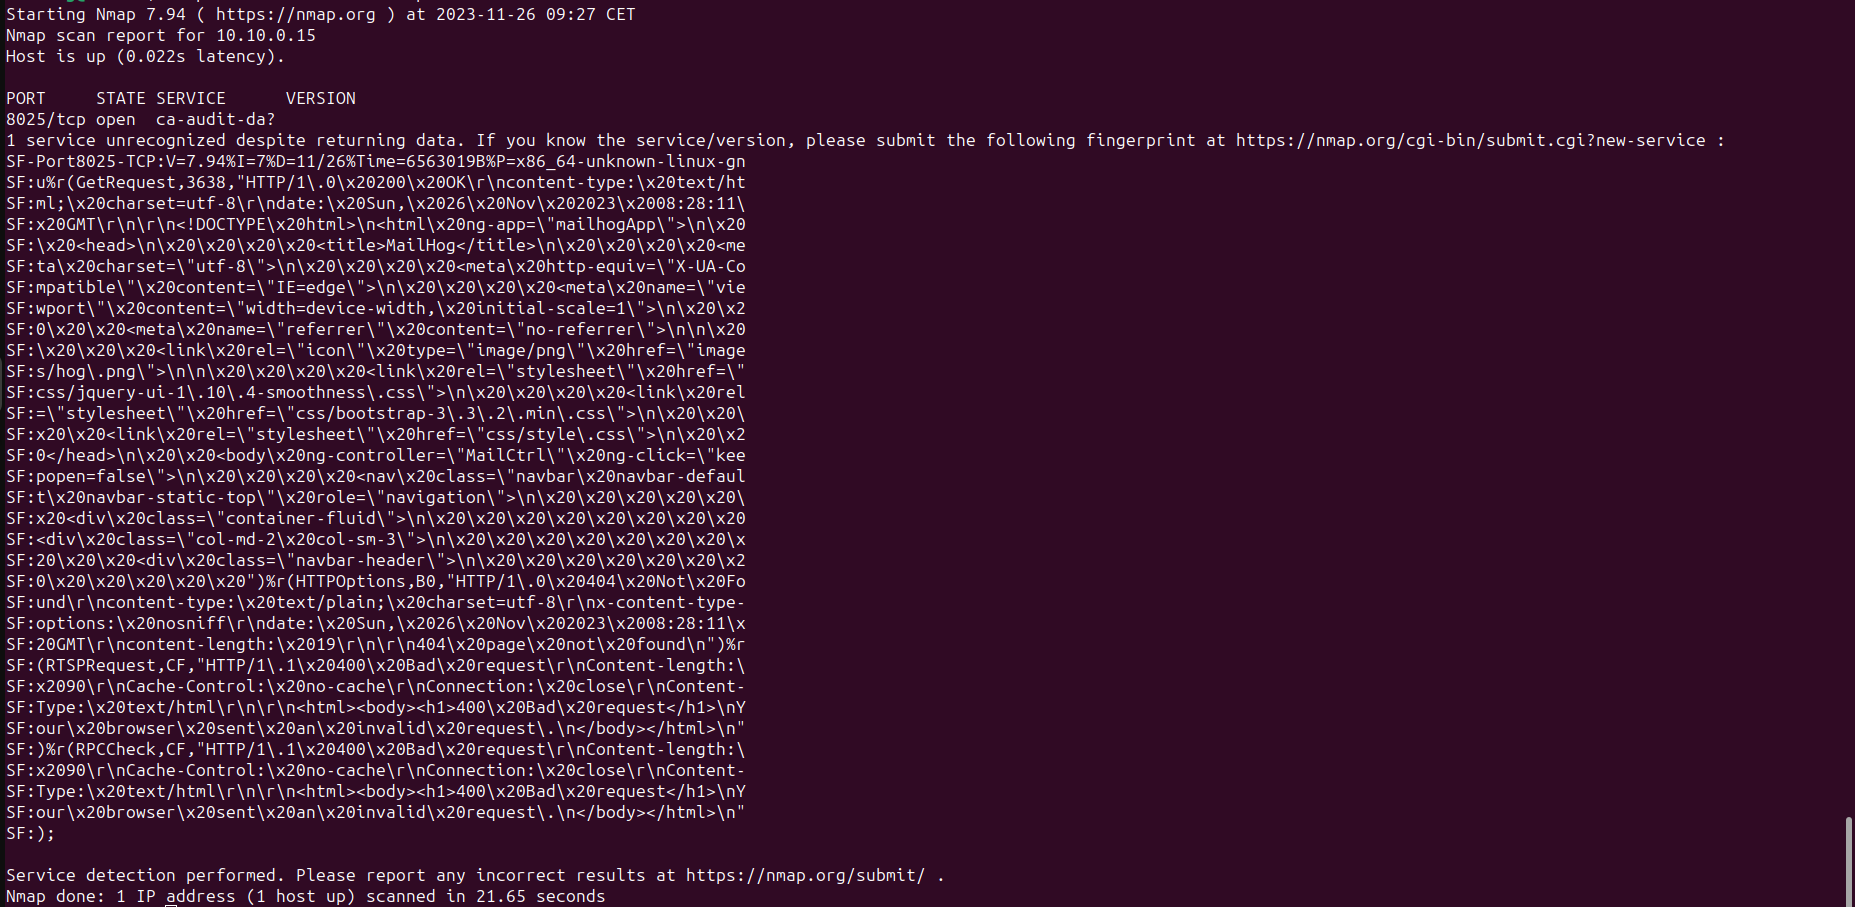 Starting Nmap 7.94 ( https://nmap.org ) at 2023-11-26 09:27 CET
Nmap scan report for 10.10.0.15
Host is up (0.022s latency).

PORT     STATE SERVICE      VERSION
8025/tcp open  ca-audit-da?
1 service unrecognized despite returning data. If you know the service/version, please submit the following fingerprint at https://nmap.org/cgi-bin/submit.cgi?new-service :
SF-Port8025-TCP:V=7.94%I=7%D=11/26%Time=6563019B%P=x86_64-unknown-linux-gn
SF:u%r(GetRequest,3638,"HTTP/1\.0\x20200\x20OK\r\ncontent-type:\x20text/ht
SF:ml;\x20charset=utf-8\r\ndate:\x20Sun,\x2026\x20Nov\x202023\x2008:28:11\
SF:x20GMT\r\n\r\n<!DOCTYPE\x20html>\n<html\x20ng-app=\"mailhogApp\">\n\x20
SF:\x20<head>\n\x20\x20\x20\x20<title>MailHog</title>\n\x20\x20\x20\x20<me
SF:ta\x20charset=\"utf-8\">\n\x20\x20\x20\x20<meta\x20http-equiv=\"X-UA-Co
SF:mpatible\"\x20content=\"IE=edge\">\n\x20\x20\x20\x20<meta\x20name=\"vie
SF:wport\"\x20content=\"width=device-width,\x20initial-scale=1\">\n\x20\x2
SF:0\x20\x20<meta\x20name=\"referrer\"\x20content=\"no-referrer\">\n\n\x20
SF:\x20\x20\x20<link\x20rel=\"icon\"\x20type=\"image/png\"\x20href=\"image
SF:s/hog\.png\">\n\n\x20\x20\x20\x20<link\x20rel=\"stylesheet\"\x20href=\"
SF:css/jquery-ui-1\.10\.4-smoothness\.css\">\n\x20\x20\x20\x20<link\x20rel
SF:=\"stylesheet\"\x20href=\"css/bootstrap-3\.3\.2\.min\.css\">\n\x20\x20\
SF:x20\x20<link\x20rel=\"stylesheet\"\x20href=\"css/style\.css\">\n\x20\x2
SF:0</head>\n\x20\x20<body\x20ng-controller=\"MailCtrl\"\x20ng-click=\"kee
SF:popen=false\">\n\x20\x20\x20\x20<nav\x20class=\"navbar\x20navbar-defaul
SF:t\x20navbar-static-top\"\x20role=\"navigation\">\n\x20\x20\x20\x20\x20\
SF:x20<div\x20class=\"container-fluid\">\n\x20\x20\x20\x20\x20\x20\x20\x20
SF:<div\x20class=\"col-md-2\x20col-sm-3\">\n\x20\x20\x20\x20\x20\x20\x20\x
SF:20\x20\x20<div\x20class=\"navbar-header\">\n\x20\x20\x20\x20\x20\x20\x2
SF:0\x20\x20\x20\x20\x20")%r(HTTPOptions,B0,"HTTP/1\.0\x20404\x20Not\x20Fo
SF:und\r\ncontent-type:\x20text/plain;\x20charset=utf-8\r\nx-content-type-
SF:options:\x20nosniff\r\ndate:\x20Sun,\x2026\x20Nov\x202023\x2008:28:11\x
SF:20GMT\r\ncontent-length:\x2019\r\n\r\n404\x20page\x20not\x20found\n")%r
SF:(RTSPRequest,CF,"HTTP/1\.1\x20400\x20Bad\x20request\r\nContent-length:\
SF:x2090\r\nCache-Control:\x20no-cache\r\nConnection:\x20close\r\nContent-
SF:Type:\x20text/html\r\n\r\n<html><body><h1>400\x20Bad\x20request</h1>\nY
SF:our\x20browser\x20sent\x20an\x20invalid\x20request\.\n</body></html>\n"
SF:)%r(RPCCheck,CF,"HTTP/1\.1\x20400\x20Bad\x20request\r\nContent-length:\
SF:x2090\r\nCache-Control:\x20no-cache\r\nConnection:\x20close\r\nContent-
SF:Type:\x20text/html\r\n\r\n<html><body><h1>400\x20Bad\x20request</h1>\nY
SF:our\x20browser\x20sent\x20an\x20invalid\x20request\.\n</body></html>\n"
SF:);

Service detection performed. Please report any incorrect results at https://nmap.org/submit/ .
Nmap done: 1 IP address (1 host up) scanned in 21.65 seconds